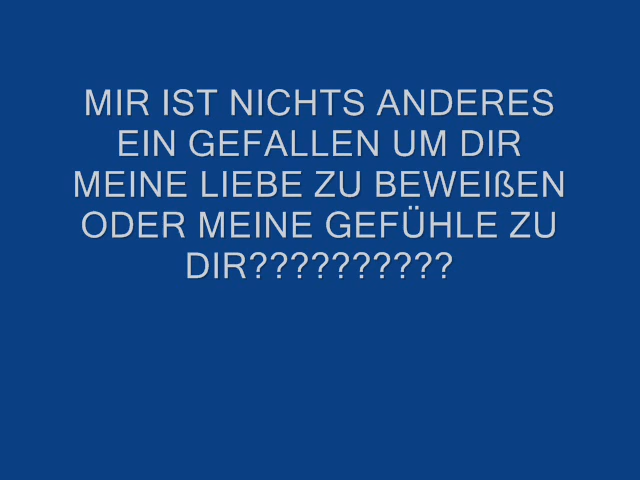 MIR IST NICHTS ANDERES
EIN GEFALLEN UM DIR
MEINE LIEBE ZU BEWEIßEN
ODER MEINE GEFÜHLE ZU
DIR??????????